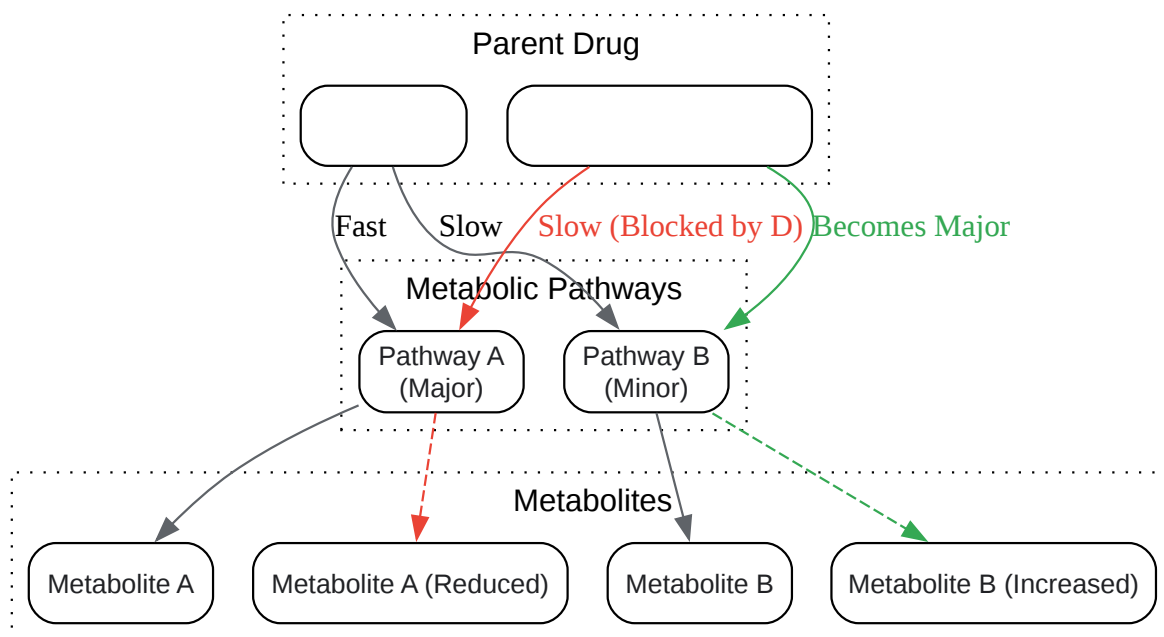 Parent Drug
Fast
Slow
Slow (Blocked by D)
Becomes Major
Metabolic Pathways
Pathway A
(Major)
Pathway B
(Minor)
Metabolites
Metabolite A
Metabolite A (Reduced)
Metabolite B
Metabolite B (Increased)